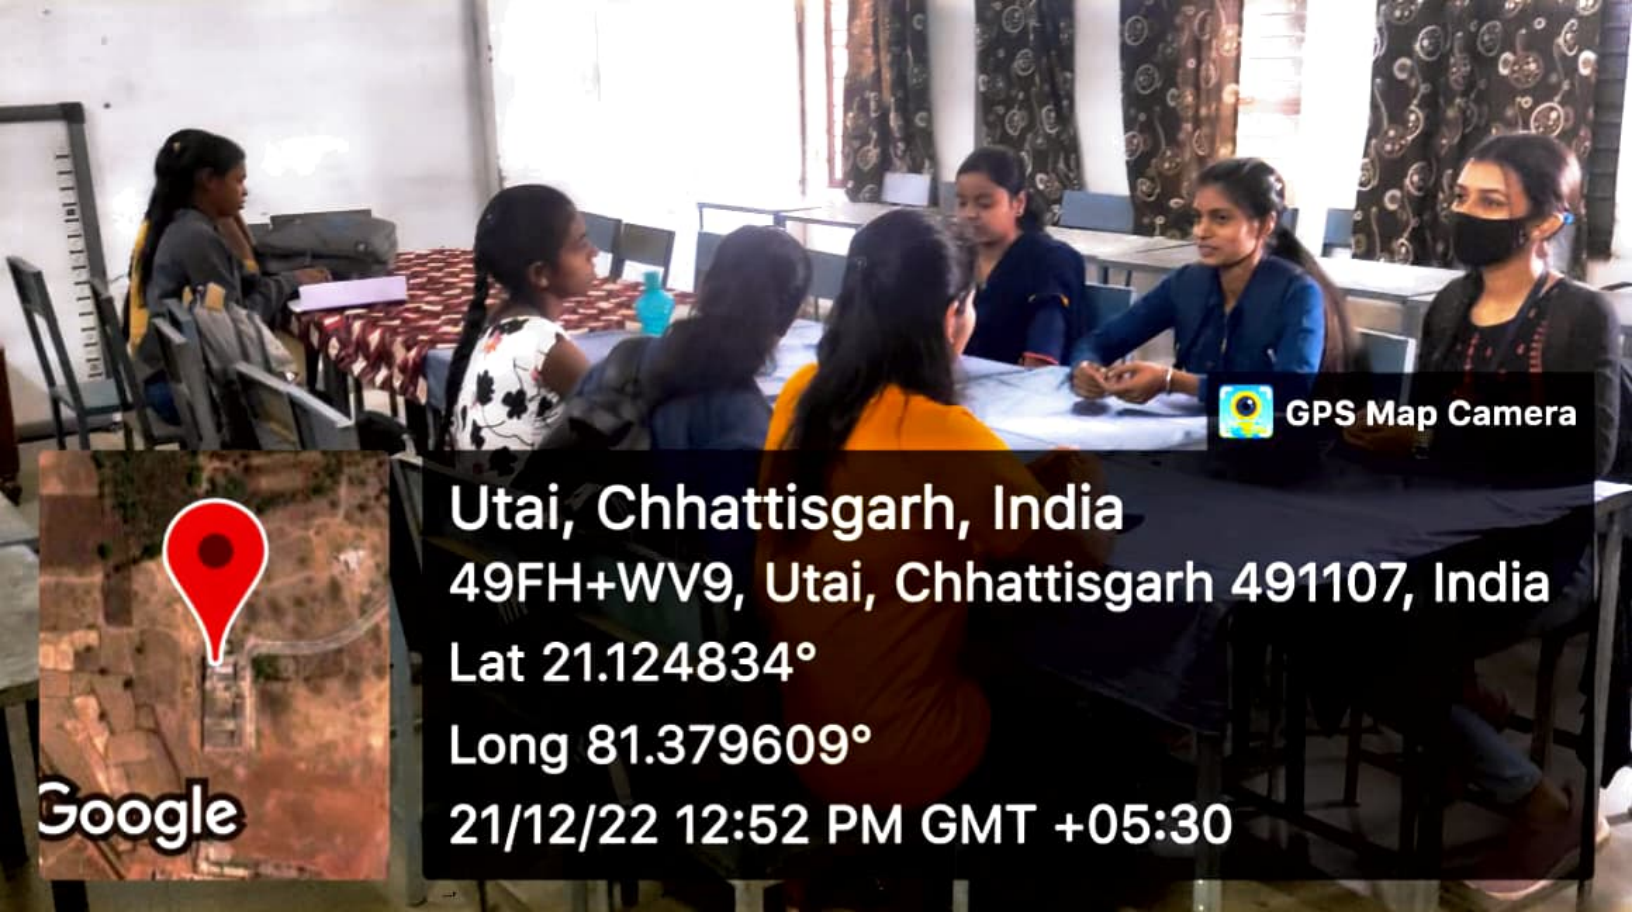 GPS Map Camera
Utai, Chhattisgarh, India
49FH+WV9, Utai, Chhattisgarh 491107, India
Lat 21.124834°
Long 81.379609°
21/12/22 12:52 PM GMT +05:30
Google